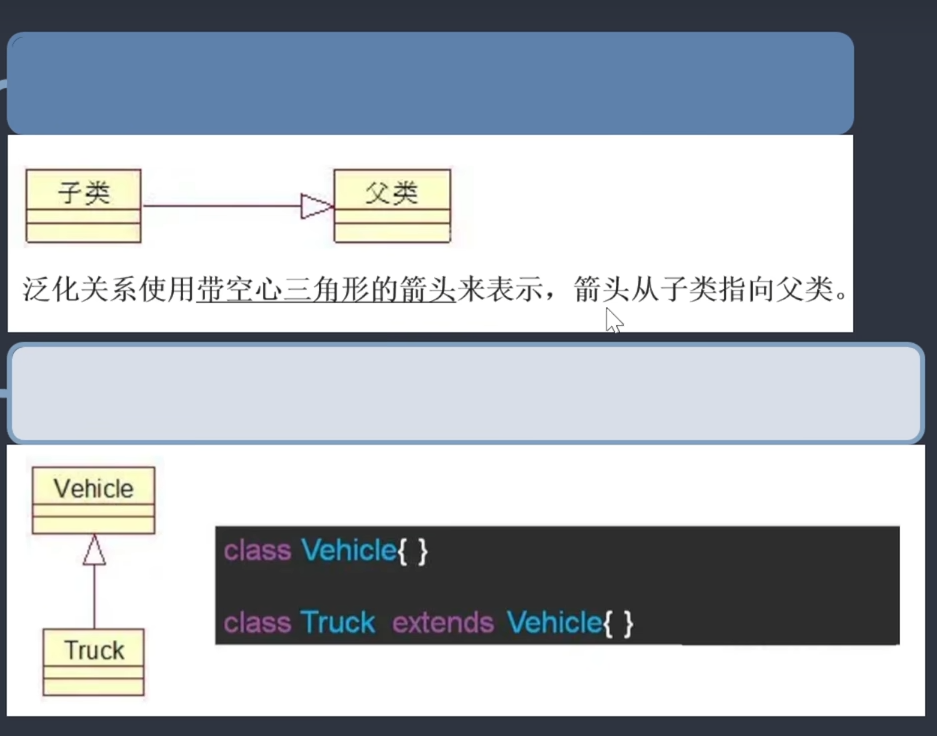 子类
父类
泛化关系使用带空心三角形的箭头来表示，箭头从子类指向父类。
Vehicle
class Vehicle{ }
class Truck extends Vehicle{ }
Truck